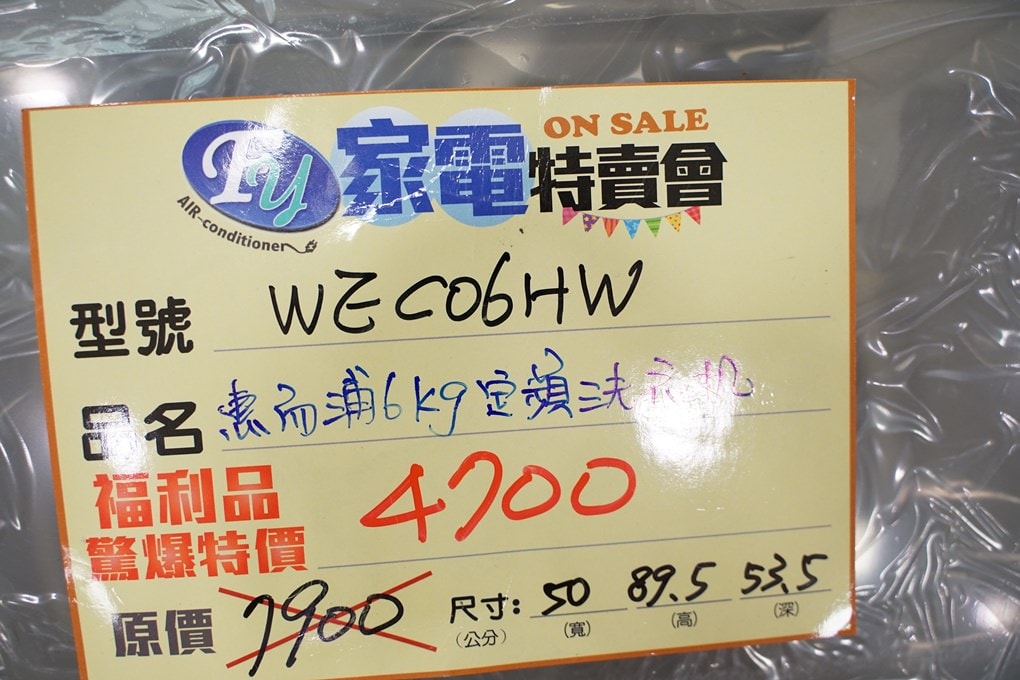 PY
AIR-conditioner
家電
ON SALE
特賣會
型號 WEC06HW
品名 惠而浦6kg定頻洗衣机
福利品
驚爆特價
4700
原價 7900
尺寸: 50 89.5 53.5
(公分) (寬) (高) (深)